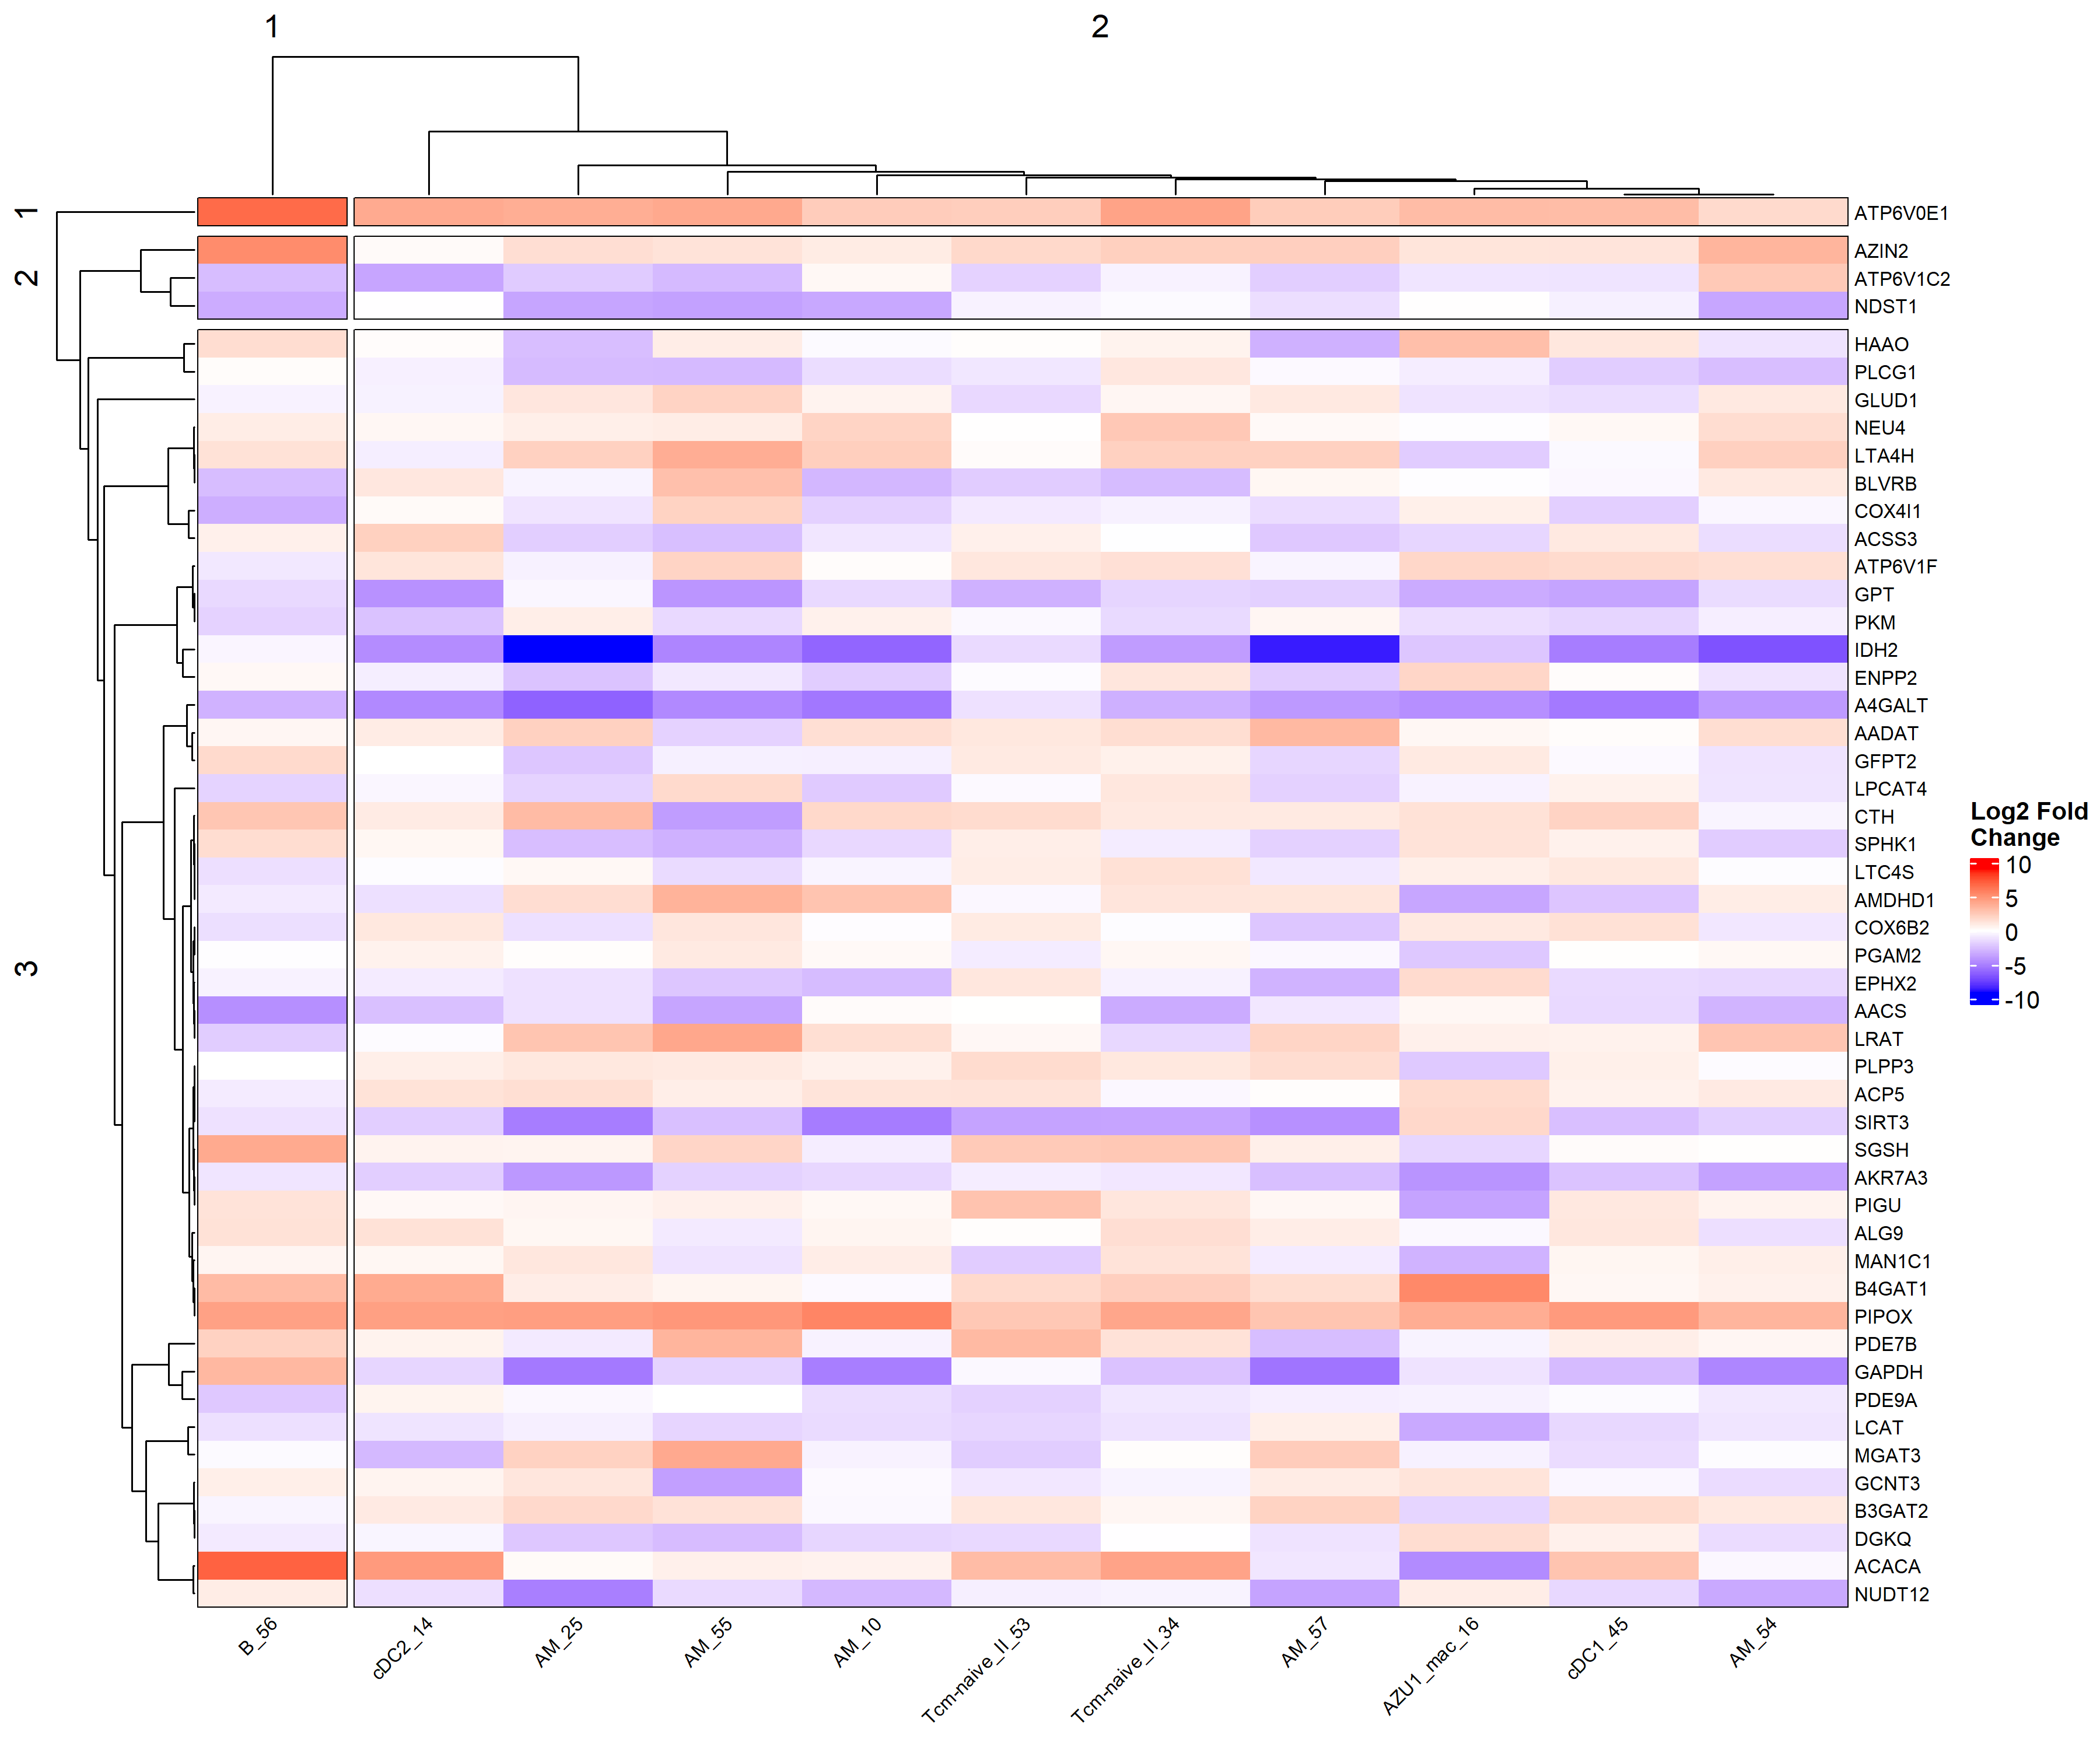 1
2
1
2
3
ATP6V0E1
AZIN2
ATP6V1C2
NDST1
HAAO
PLCG1
GLUD1
NEU4
LTA4H
BLVRB
COX4I1
ACSS3
ATP6V1F
GPT
PKM
IDH2
ENPP2
A4GALT
AADAT
GFPT2
LPCAT4
CTH
SPHK1
LTC4S
AMDHD1
COX6B2
PGAM2
EPHX2
AACS
LRAT
PLPP3
ACP5
SIRT3
SGSH
AKR7A3
PIGU
ALG9
MAN1C1
B4GAT1
PIPOX
PDE7B
GAPDH
PDE9A
LCAT
MGAT3
GCNT3
B3GAT2
DGKQ
ACACA
NUDT12
B_56
cDC2_14
AM_25
AM_55
AM_10
Tcm-naive_II_53
Tcm-naive_II_34
AM_57
AZU1_mac_16
cDC1_45
AM_54
Log2 Fold
Change
10
5
0
-5
-10